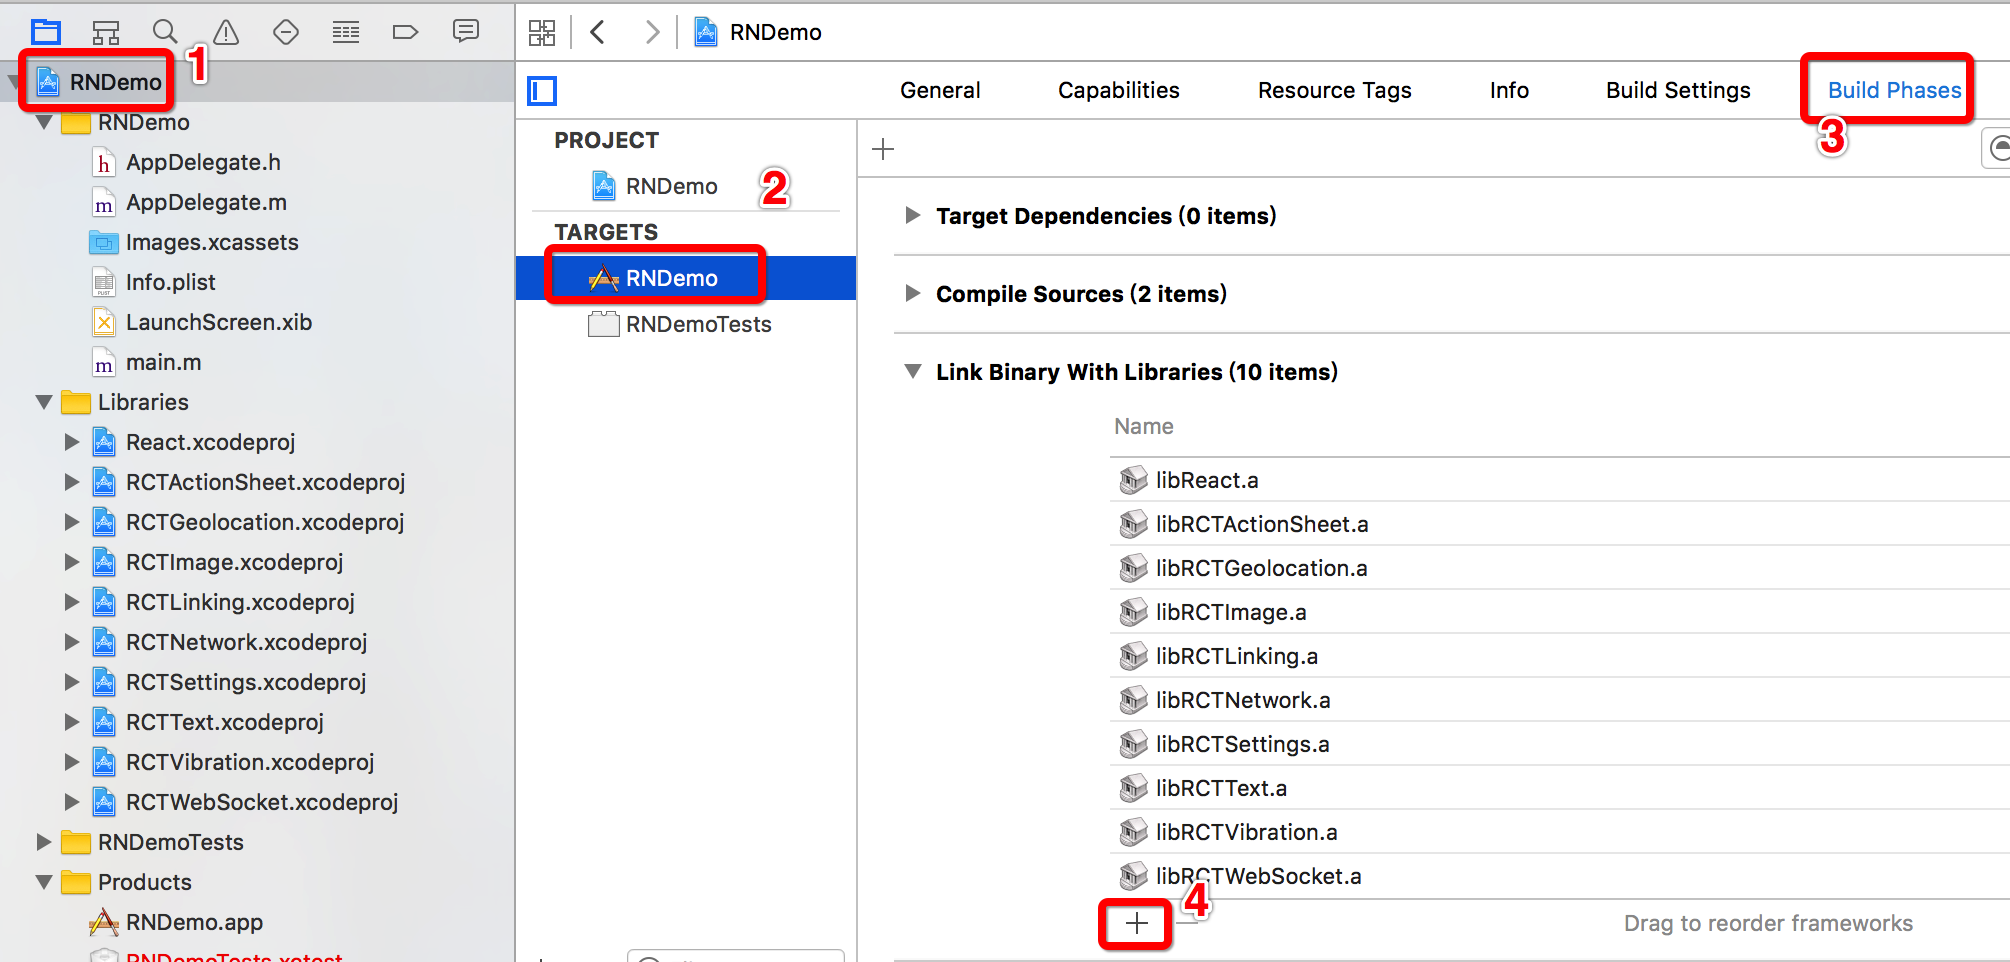 RNDemo
1
RNDemo
AppDelegate.h
AppDelegate.m
Images.xcassets
Info.plist
LaunchScreen.xib
main.m
Libraries
React.xcodeproj
RCTActionSheet.xcodeproj
RCTGeolocation.xcodeproj
RCTImage.xcodeproj
RCTLinking.xcodeproj
RCTNetwork.xcodeproj
RCTSettings.xcodeproj
RCTText.xcodeproj
RCTVibration.xcodeproj
RCTWebSocket.xcodeproj
RNDemoTests
Products
RNDemo.app
RNDemoTests.xctest
RNDemo
General Capabilities Resource Tags Info Build Settings Build Phases
3
PROJECT
RNDemo
2
TARGETS
RNDemo
RNDemoTests
Target Dependencies (0 items)
Compile Sources (2 items)
Link Binary With Libraries (10 items)
Name
libReact.a
libRCTActionSheet.a
libRCTGeolocation.a
libRCTImage.a
libRCTLinking.a
libRCTNetwork.a
libRCTSettings.a
libRCTText.a
libRCTVibration.a
libRCTWebSocket.a
4
Drag to reorder frameworks